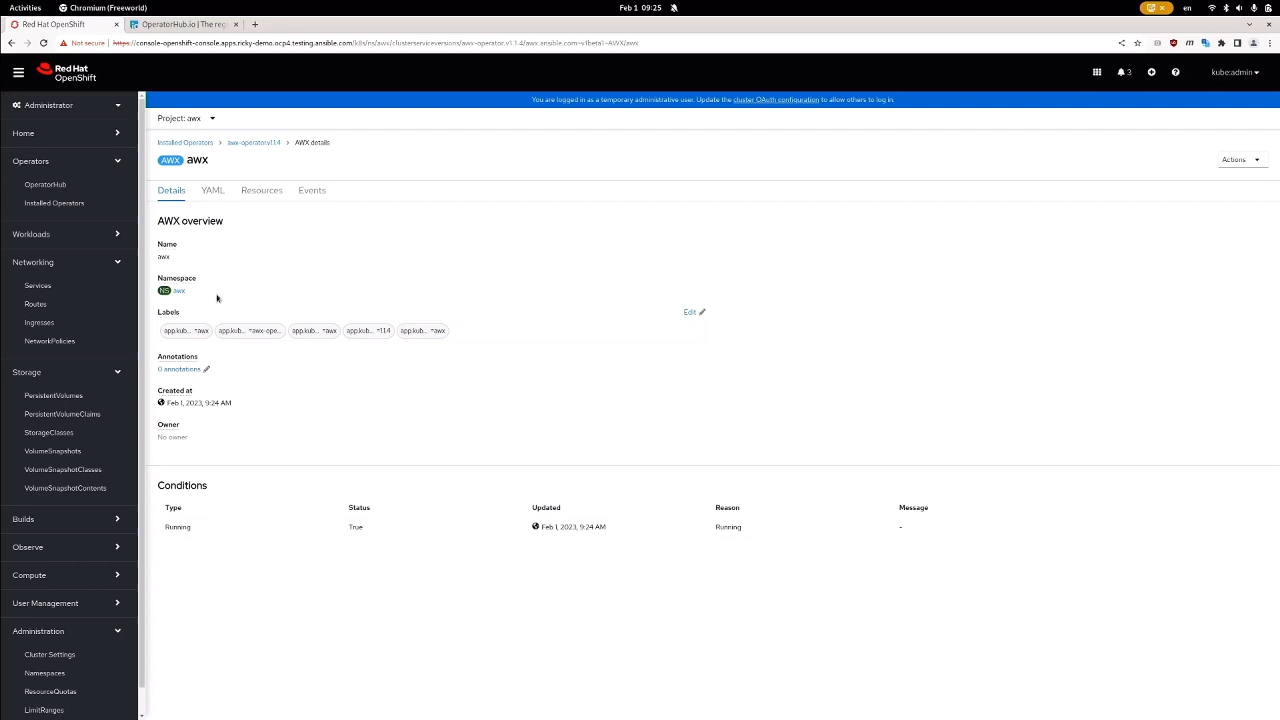 Activities
Chromium (Freeworld)
Feb 1 09:25
en
Red Hat OpenShift
OperatorHub.io | The reg
Not secure
https://console-openshift-console.apps.ricky-demo.ocp4.testing.ansible.com/k8s/ns/awx/clusterserviceversions/awx-operator.v1.1.4/awx.ansible.com~v1beta1~AWX/awx
Red Hat
OpenShift
3
kube:admin
Administrator
You are logged in as a temporary administrative user. Update the cluster OAuth configuration to allow others to log in.
Project: awx
Home
Operators
OperatorHub
Installed Operators
Workloads
Networking
Services
Routes
Ingresses
NetworkPolicies
Storage
PersistentVolumes
PersistentVolumeClaims
StorageClasses
VolumeSnapshots
VolumeSnapshotClasses
VolumeSnapshotContents
Builds
Observe
Compute
User Management
Administration
Cluster Settings
Namespaces
ResourceQuotas
LimitRanges
Installed Operators
awx-operator.v1.1.4
AWX details
AWX awx
Actions
Details
YAML
Resources
Events
AWX overview
Name
awx
Namespace
NS awx
Labels
Edit
app.kub... =awx
app.kub... =awx-ope...
app.kub... =awx
app.kub... =1.1.4
app.kub... =awx
Annotations
0 annotations
Created at
Feb 1, 2023, 9:24 AM
Owner
No owner
Conditions
Type
Status
Updated
Reason
Message
Running
True
Feb 1, 2023, 9:24 AM
Running
-